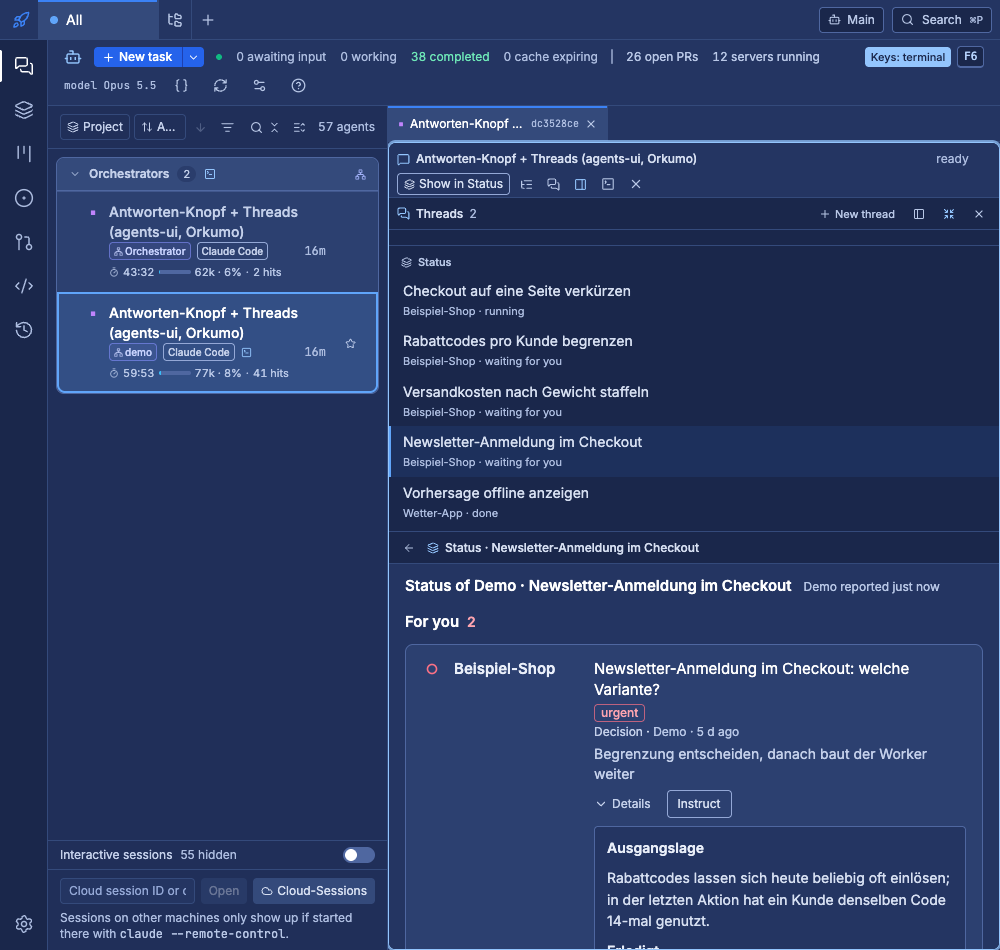 All
Main
Search ⌘P
New task
0 awaiting input
0 working
38 completed
0 cache expiring
26 open PRs
12 servers running
Keys: terminal
F6
model Opus 5.5
Project
A...
57 agents
Orchestrators 2
Antworten-Knopf + Threads
(agents-ui, Orkumo)
Orchestrator
Claude Code
16m
43:32
62k · 6% · 2 hits
Antworten-Knopf + Threads
(agents-ui, Orkumo)
demo
Claude Code
16m
59:53
77k · 8% · 41 hits
Interactive sessions 55 hidden
Cloud session ID or c
Open
Cloud-Sessions
Sessions on other machines only show up if started
there with claude --remote-control.
Antworten-Knopf ... dc3528ce
Antworten-Knopf + Threads (agents-ui, Orkumo)
ready
Show in Status
Threads 2
New thread
Status
Checkout auf eine Seite verkürzen
Beispiel-Shop · running
Rabattcodes pro Kunde begrenzen
Beispiel-Shop · waiting for you
Versandkosten nach Gewicht staffeln
Beispiel-Shop · waiting for you
Newsletter-Anmeldung im Checkout
Beispiel-Shop · waiting for you
Vorhersage offline anzeigen
Wetter-App · done
Status · Newsletter-Anmeldung im Checkout
Status of Demo · Newsletter-Anmeldung im Checkout Demo reported just now
For you 2
Beispiel-Shop
Newsletter-Anmeldung im Checkout: welche
Variante?
urgent
Decision · Demo · 5 d ago
Begrenzung entscheiden, danach baut der Worker
weiter
Details
Instruct
Ausgangslage
Rabattcodes lassen sich heute beliebig oft einlösen;
in der letzten Aktion hat ein Kunde denselben Code
14-mal genutzt.